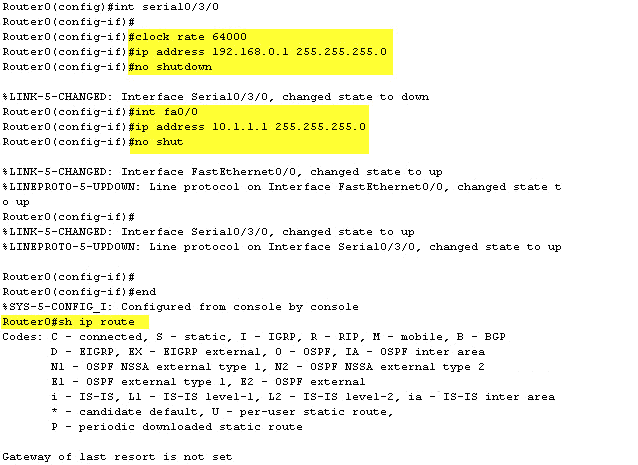 Router0(config)#int serial0/3/0
Router0(config-if)#
Router0(config-if)#clock rate 64000
Router0(config-if)#ip address 192.168.0.1 255.255.255.0
Router0(config-if)#no shutdown
%LINK-5-CHANGED: Interface Serial0/3/0, changed state to down
Router0(config-if)#int fa0/0
Router0(config-if)#ip address 10.1.1.1 255.255.255.0
Router0(config-if)#no shut
%LINK-5-CHANGED: Interface FastEthernet0/0, changed state to up
%LINEPROTO-5-UPDOWN: Line protocol on Interface FastEthernet0/0, changed state t
o up
Router0(config-if)#
%LINK-5-CHANGED: Interface Serial0/3/0, changed state to up
%LINEPROTO-5-UPDOWN: Line protocol on Interface Serial0/3/0, changed state to up
Router0(config-if)#
Router0(config-if)#end
%SYS-5-CONFIG_I: Configured from console by console
Router0#sh ip route
Codes: C - connected, S - static, I - IGRP, R - RIP, M - mobile, B - BGP
D - EIGRP, EX - EIGRP external, O - OSPF, IA - OSPF inter area
N1 - OSPF NSSA external type 1, N2 - OSPF NSSA external type 2
E1 - OSPF external type 1, E2 - OSPF external
i - IS-IS, L1 - IS-IS level-1, L2 - IS-IS level-2, ia - IS-IS inter area
* - candidate default, U - per-user static route,
P - periodic downloaded static route
Gateway of last resort is not set